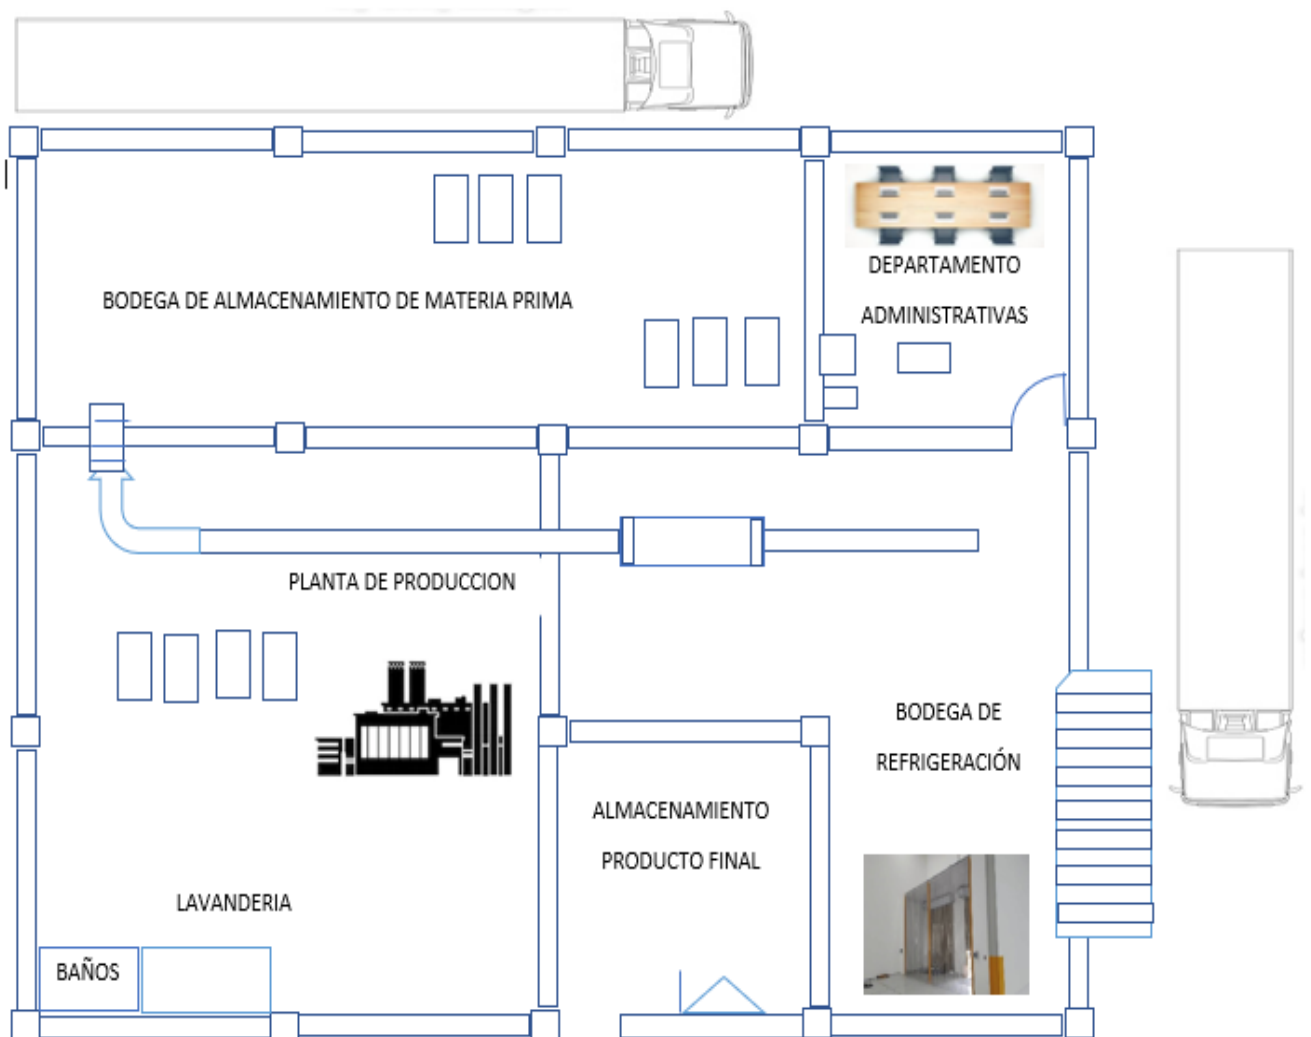 DEPARTAMENTO
ADMINISTRATIVAS
BODEGA DE ALMACENAMIENTO DE MATERIA PRIMA
PLANTA DE PRODUCCION
BODEGA DE
REFRIGERACIÓN
ALMACENAMIENTO
PRODUCTO FINAL
LAVANDERIA
BAÑOS